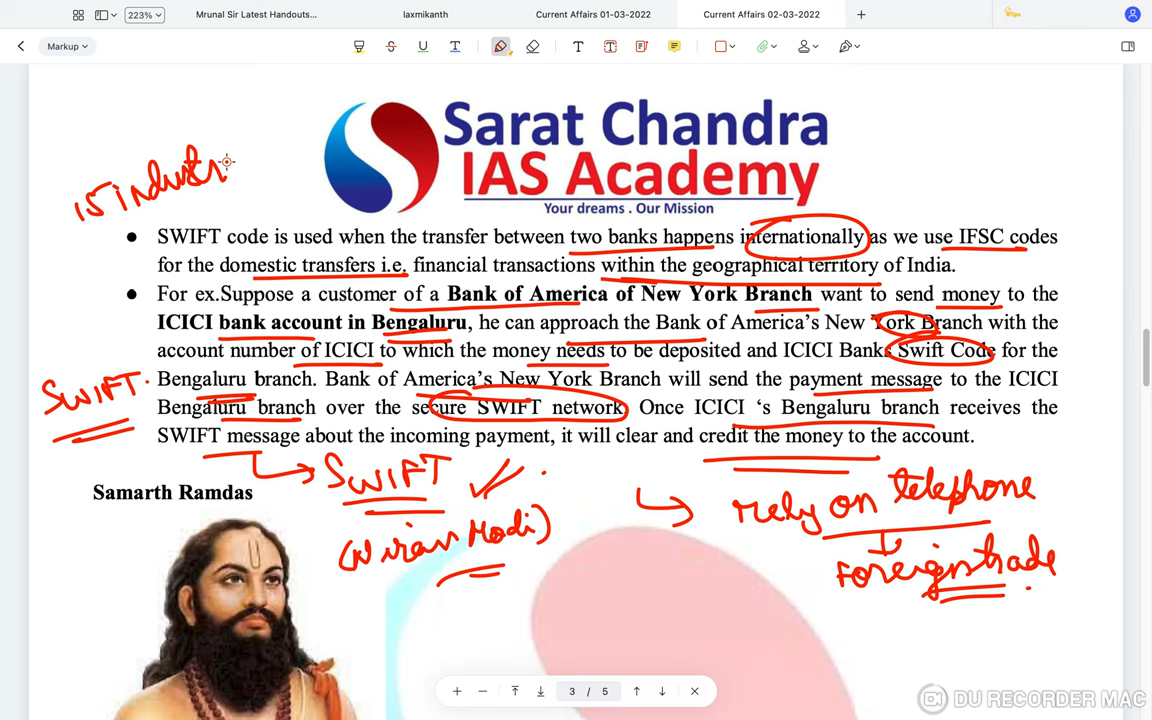 223%
Mrunal Sir Latest Handouts...
laxmikanth
Current Affairs 01-03-2022
Current Affairs 02-03-2022
Markup
Sarat Chandra
IAS Academy
Your dreams . Our Mission
15 industr
● SWIFT code is used when the transfer between two banks happens internationally as we use IFSC codes
for the domestic transfers i.e. financial transactions within the geographical territory of India.
● For ex.Suppose a customer of a Bank of America of New York Branch want to send money to the
ICICI bank account in Bengaluru, he can approach the Bank of America's New York Branch with the
account number of ICICI to which the money needs to be deposited and ICICI Banks Swift Code for the
SWIFT.
Bengaluru branch. Bank of America's New York Branch will send the payment message to the ICICI
Bengaluru branch over the secure SWIFT network. Once ICICI 's Bengaluru branch receives the
SWIFT message about the incoming payment, it will clear and credit the money to the account.
SWIFT
Samarth Ramdas
rely on telephone
(Nirav Modi)
Foreign trade
3 / 5
DU RECORDER MAC